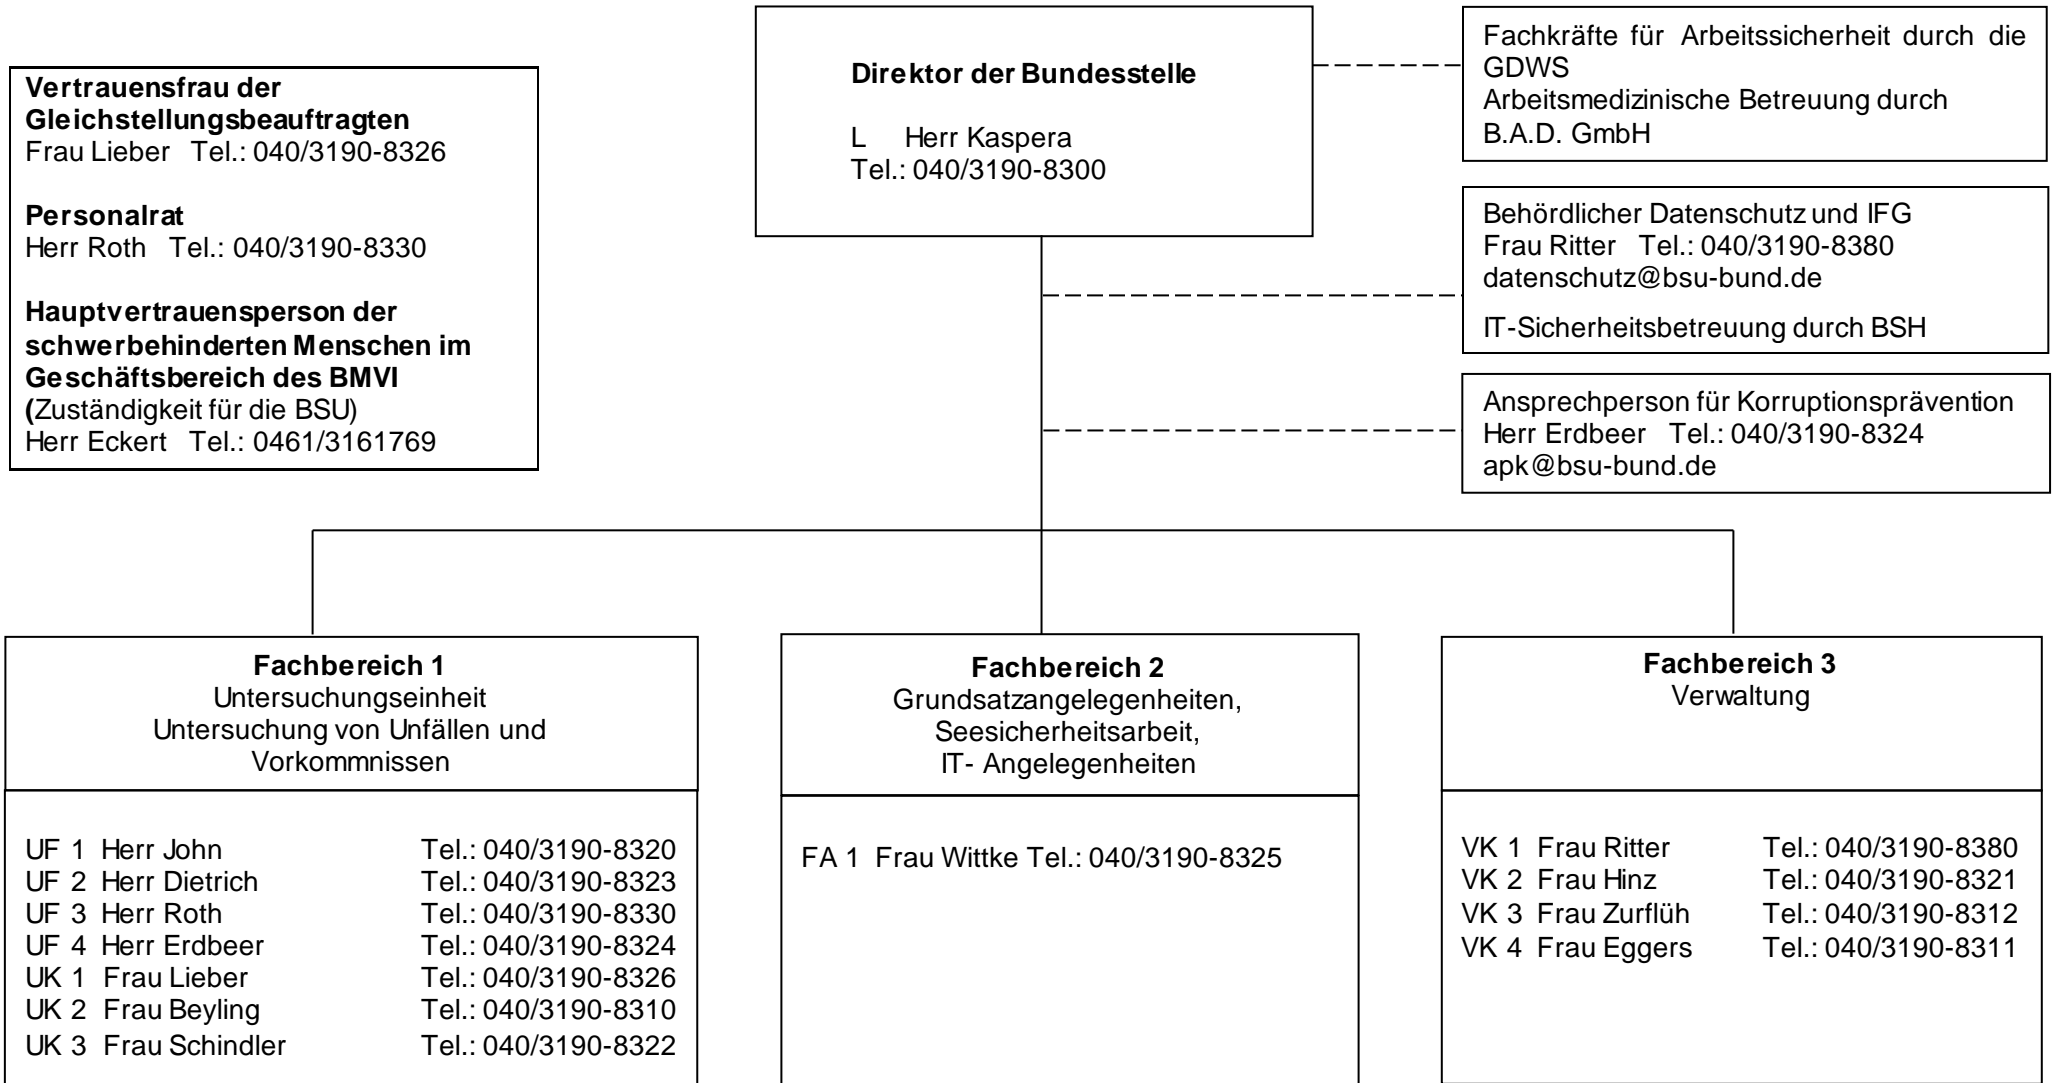 Vertrauensfrau der
Gleichstellungsbeauftragten
Frau Lieber Tel.: 040/3190-8326
Personalrat
Herr Roth Tel.: 040/3190-8330
Hauptvertrauensperson der
schwerbehinderten Menschen im
Geschäftsbereich des BMVI
(Zuständigkeit für die BSU)
Herr Eckert Tel.: 0461/3161769
Direktor der Bundesstelle
L Herr Kaspera
Tel.: 040/3190-8300
Fachkräfte für Arbeitssicherheit durch die
GDWS
Arbeitsmedizinische Betreuung durch
B.A.D. GmbH
Behördlicher Datenschutz und IFG
Frau Ritter Tel.: 040/3190-8380
datenschutz@bsu-bund.de
IT-Sicherheitsbetreuung durch BSH
Ansprechperson für Korruptionsprävention
Herr Erdbeer Tel.: 040/3190-8324
apk@bsu-bund.de
Fachbereich 1
Untersuchungseinheit
Untersuchung von Unfällen und
Vorkommnissen
UF 1 Herr John Tel.: 040/3190-8320
UF 2 Herr Dietrich Tel.: 040/3190-8323
UF 3 Herr Roth Tel.: 040/3190-8330
UF 4 Herr Erdbeer Tel.: 040/3190-8324
UK 1 Frau Lieber Tel.: 040/3190-8326
UK 2 Frau Beyling Tel.: 040/3190-8310
UK 3 Frau Schindler Tel.: 040/3190-8322
Fachbereich 2
Grundsatzangelegenheiten,
Seesicherheitsarbeit,
IT- Angelegenheiten
FA 1 Frau Wittke Tel.: 040/3190-8325
Fachbereich 3
Verwaltung
VK 1 Frau Ritter Tel.: 040/3190-8380
VK 2 Frau Hinz Tel.: 040/3190-8321
VK 3 Frau Zurflüh Tel.: 040/3190-8312
VK 4 Frau Eggers Tel.: 040/3190-8311